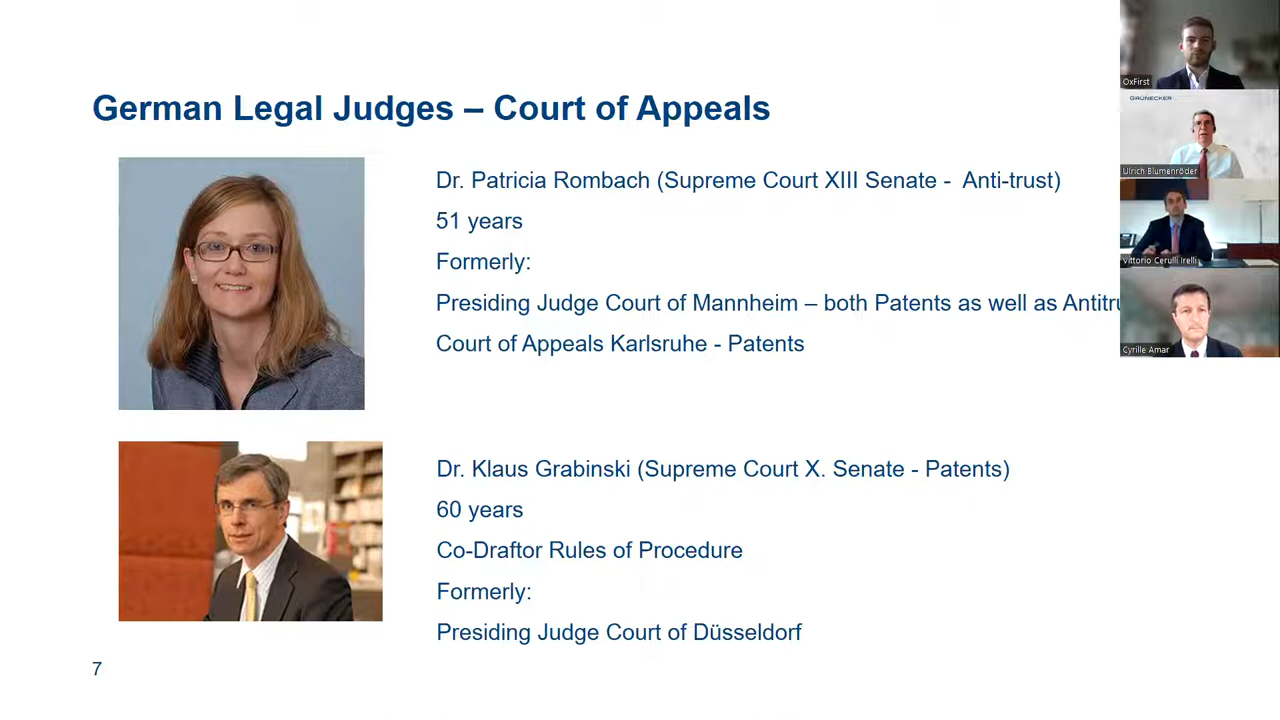 German Legal Judges – Court of Appeals
Dr. Patricia Rombach (Supreme Court XIII Senate - Anti-trust)
51 years
Formerly:
Presiding Judge Court of Mannheim – both Patents as well as Antitru
Court of Appeals Karlsruhe - Patents
Dr. Klaus Grabinski (Supreme Court X. Senate - Patents)
60 years
Co-Draftor Rules of Procedure
Formerly:
Presiding Judge Court of Düsseldorf
7
OxFirst
GRÜNECKER
Ulrich Blumenröder
Vittorio Cerulli Irelli
Cyrille Amar